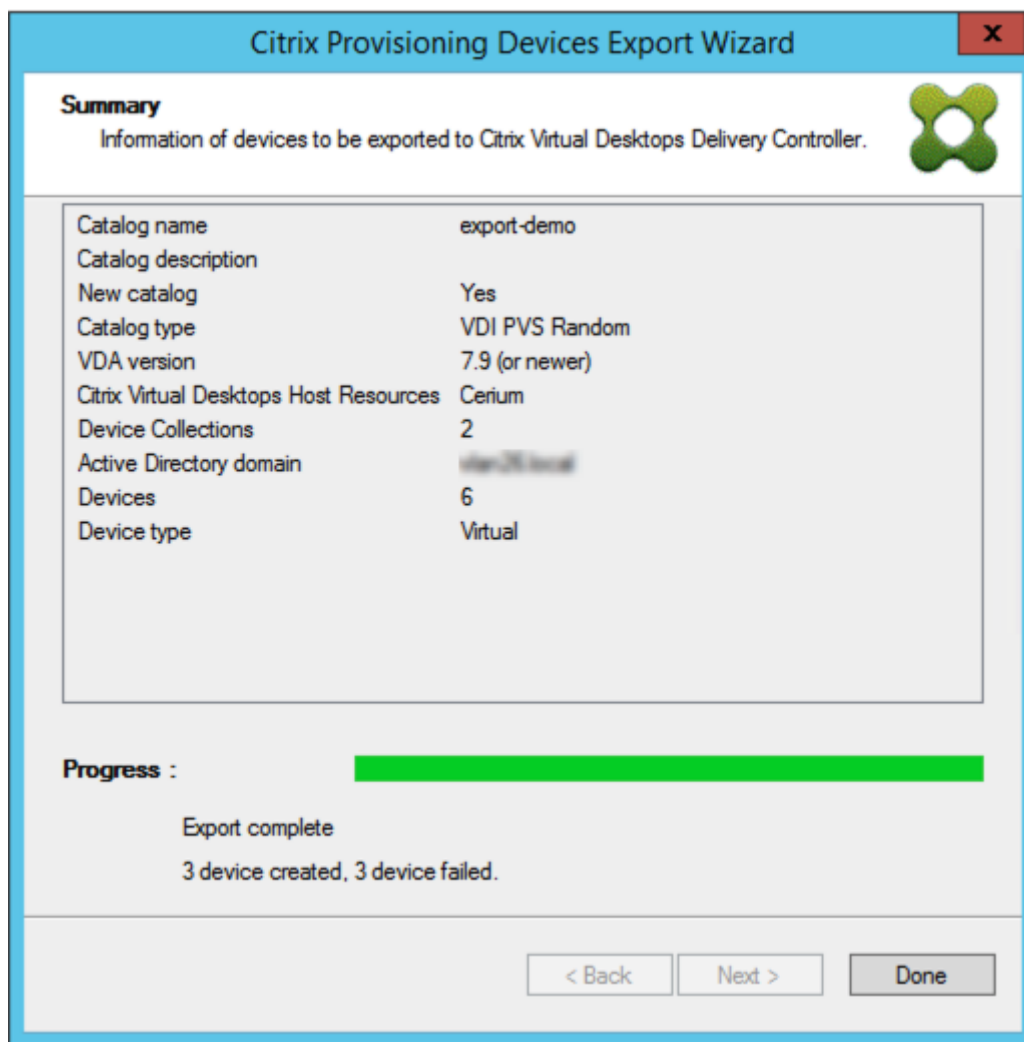 Citrix Provisioning Devices Export Wizard
x
Summary
Information of devices to be exported to Citrix Virtual Desktops Delivery Controller.
Catalog name export-demo
Catalog description
New catalog Yes
Catalog type VDI PVS Random
VDA version 7.9 (or newer)
Citrix Virtual Desktops Host Resources Cerium
Device Collections 2
Active Directory domain
Devices 6
Device type Virtual
Progress :
Export complete
3 device created, 3 device failed.
< Back Next > Done